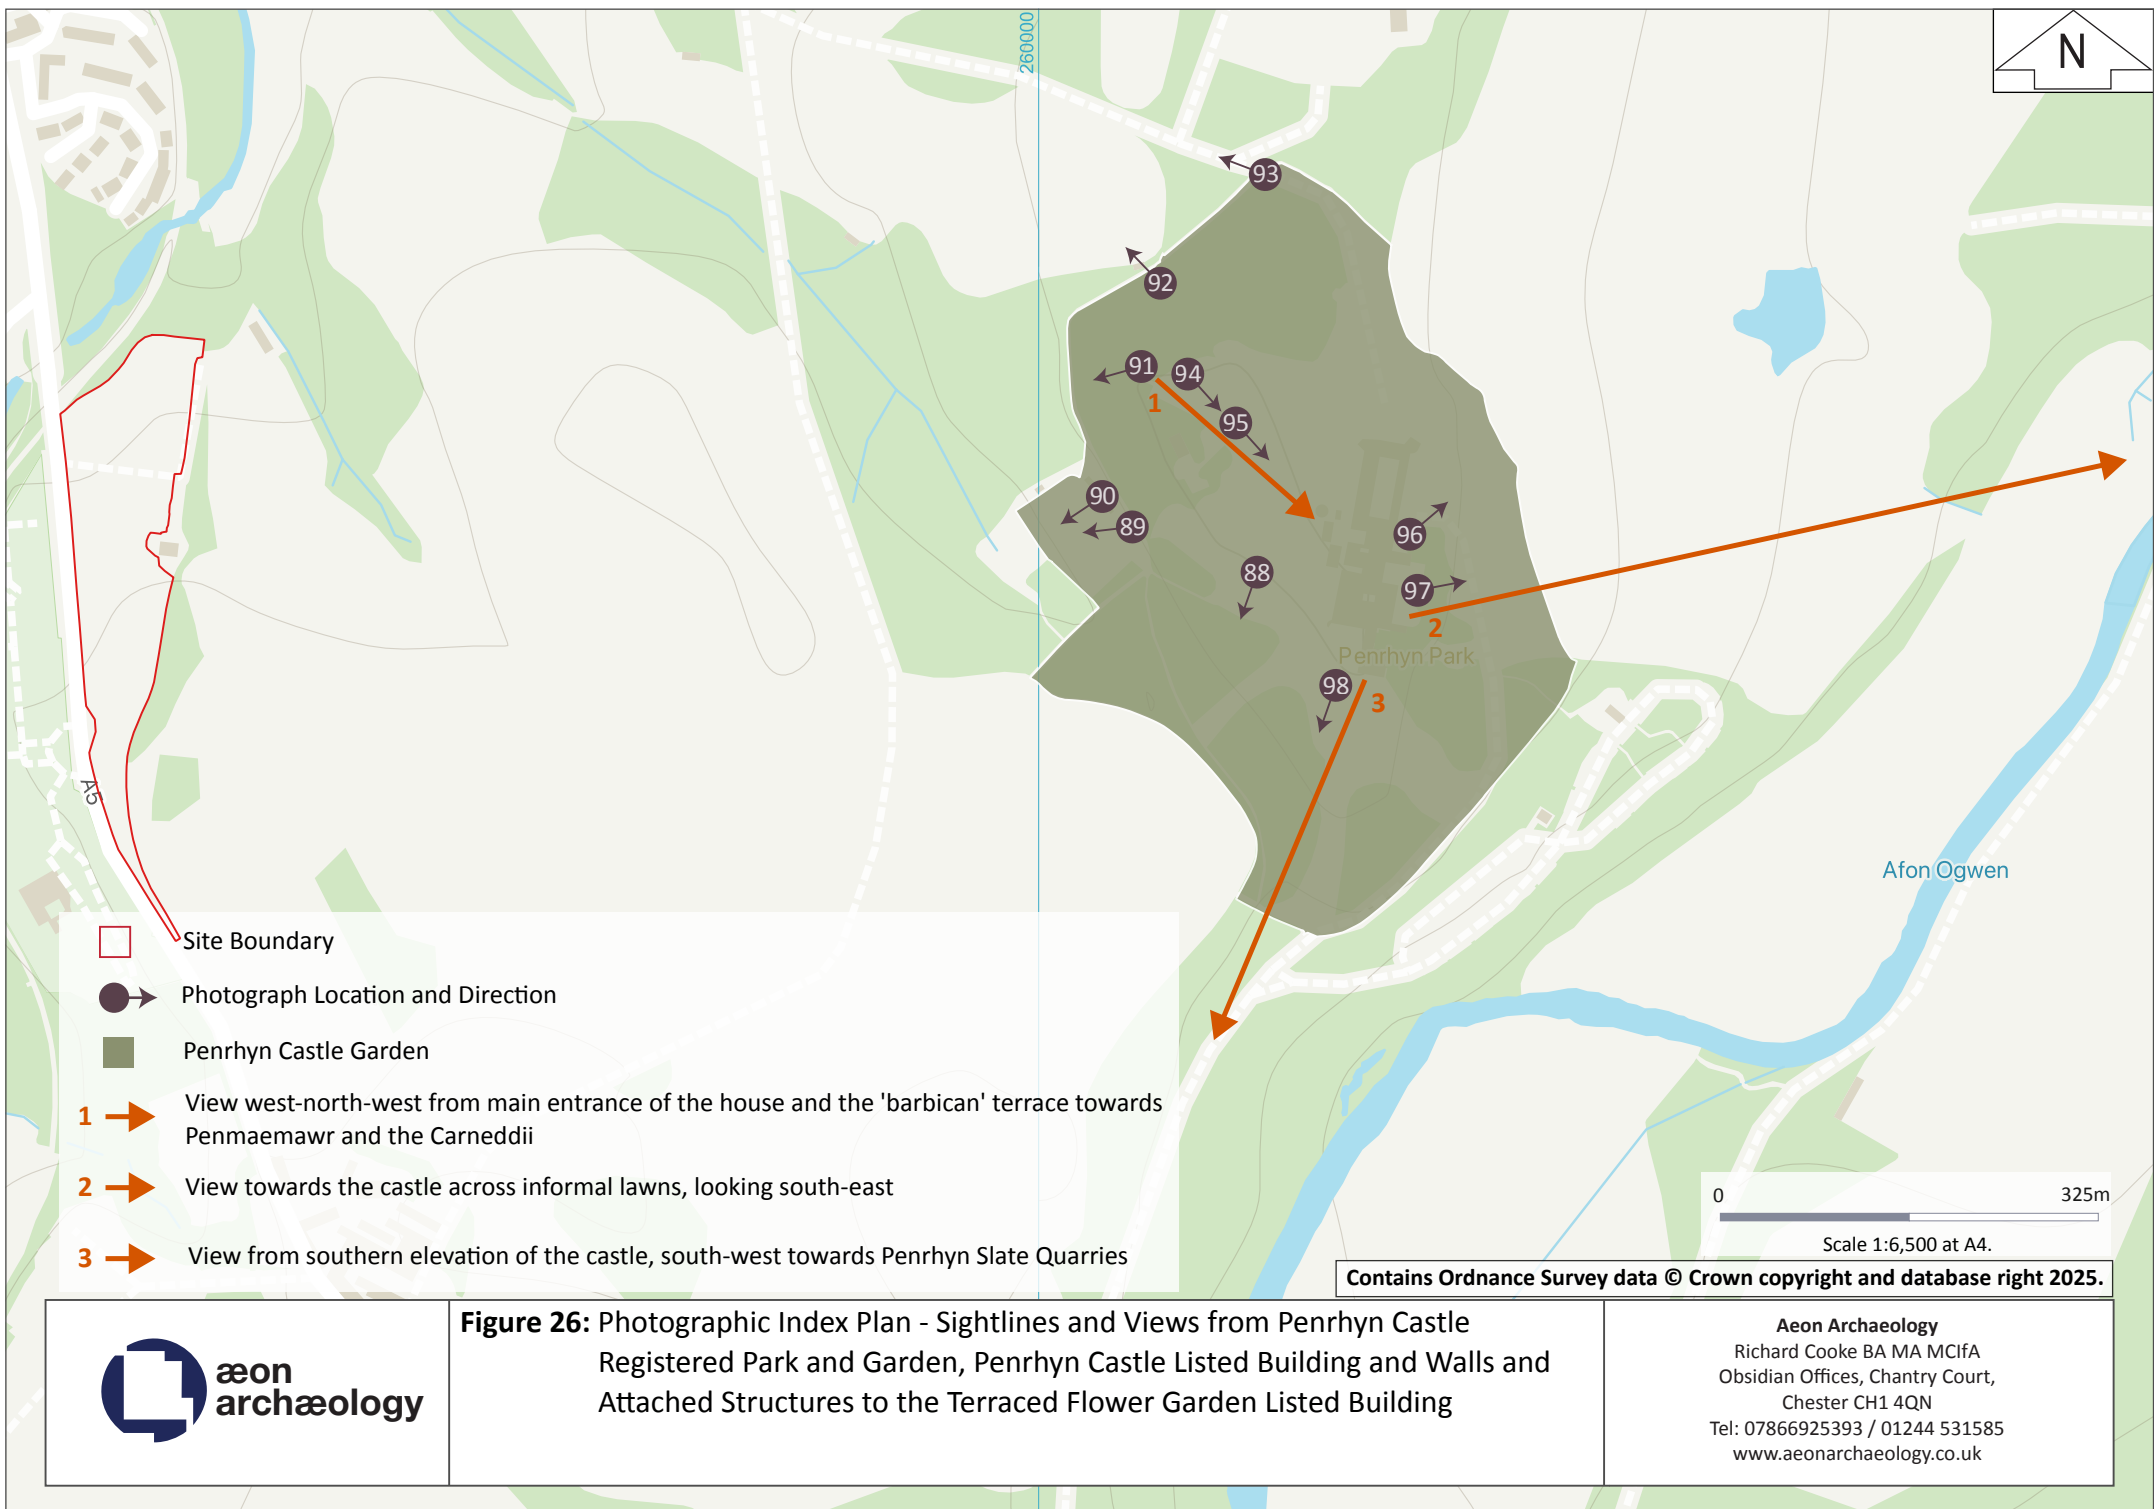 260000
N
93
92
91
94
1
95
90
89
96
88
97
2
Penrhyn Park
98
3
A5
Afon Ogwen
Site Boundary
Photograph Location and Direction
Penrhyn Castle Garden
1 View west-north-west from main entrance of the house and the 'barbican' terrace towards
Penmaemawr and the Carneddii
2 View towards the castle across informal lawns, looking south-east
3 View from southern elevation of the castle, south-west towards Penrhyn Slate Quarries
0 325m
Scale 1:6,500 at A4.
Contains Ordnance Survey data © Crown copyright and database right 2025.
æon
archæology
Figure 26: Photographic Index Plan - Sightlines and Views from Penrhyn Castle
Registered Park and Garden, Penrhyn Castle Listed Building and Walls and
Attached Structures to the Terraced Flower Garden Listed Building
Aeon Archaeology
Richard Cooke BA MA MCIfA
Obsidian Offices, Chantry Court,
Chester CH1 4QN
Tel: 07866925393 / 01244 531585
www.aeonarchaeology.co.uk